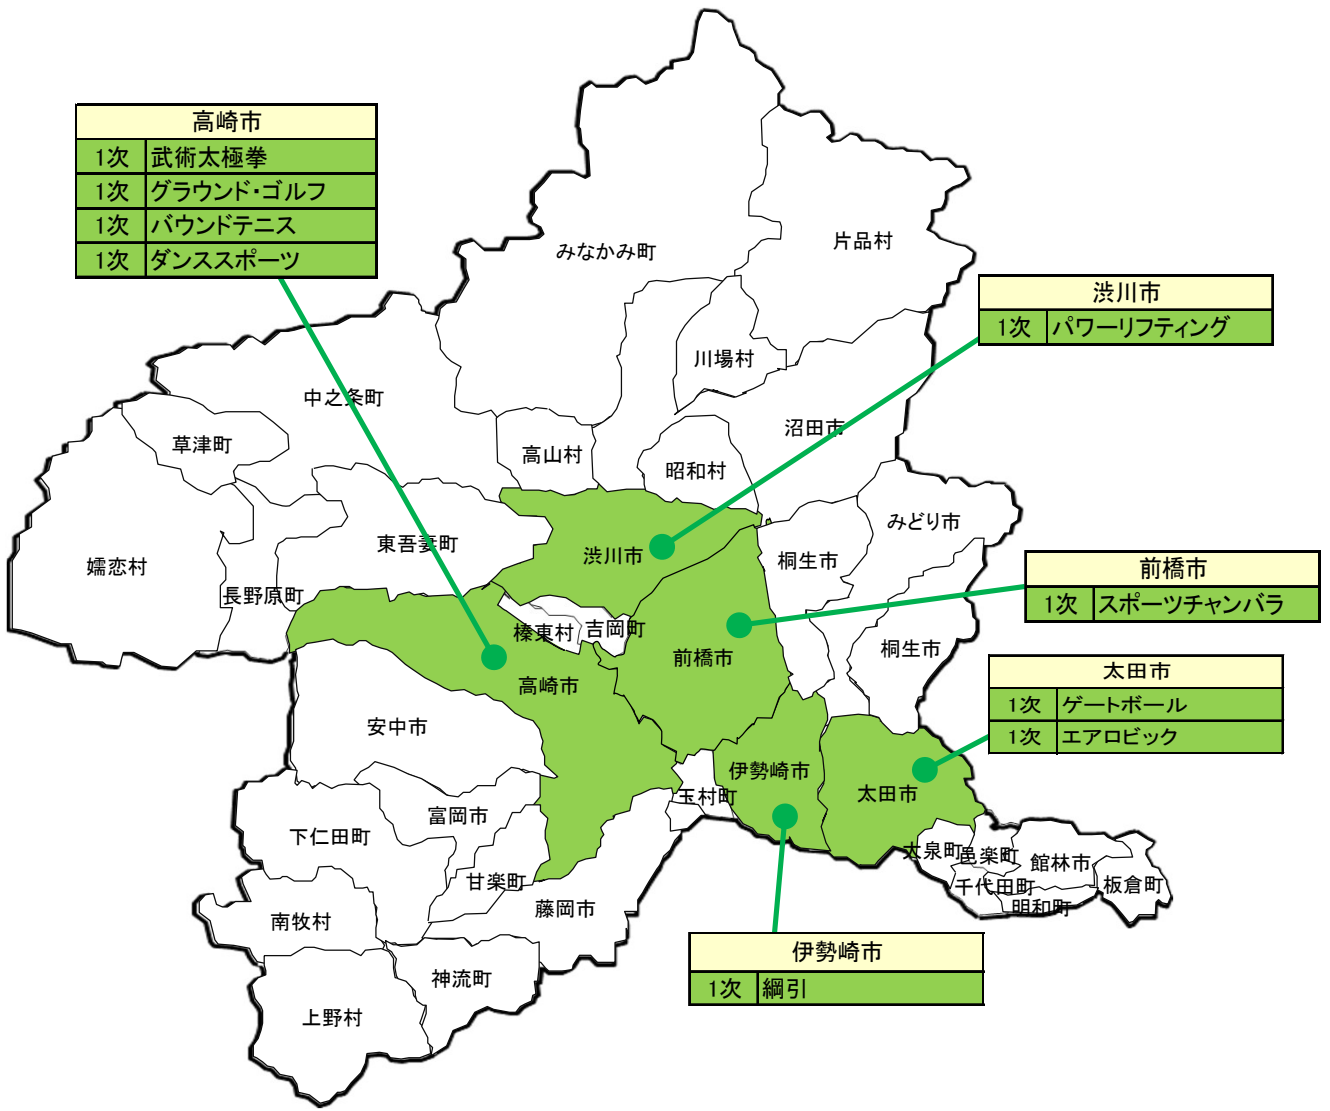 高崎市
1次 武術太極拳
1次 グラウンド・ゴルフ
1次 バウンドテニス
1次 ダンススポーツ
渋川市
1次 パワーリフティング
前橋市
1次 スポーツチャンバラ
太田市
1次 ゲートボール
1次 エアロビック
伊勢崎市
1次 綱引
みなかみ町
片品村
川場村
中之条町
沼田市
草津町
高山村
昭和村
みどり市
東吾妻町
渋川市
桐生市
嬬恋村
長野原町
榛東村
吉岡町
前橋市
桐生市
高崎市
安中市
伊勢崎市
太田市
玉村町
富岡市
下仁田町
大泉町
邑楽町
館林市
甘楽町
千代田町
板倉町
明和町
藤岡市
南牧村
神流町
上野村